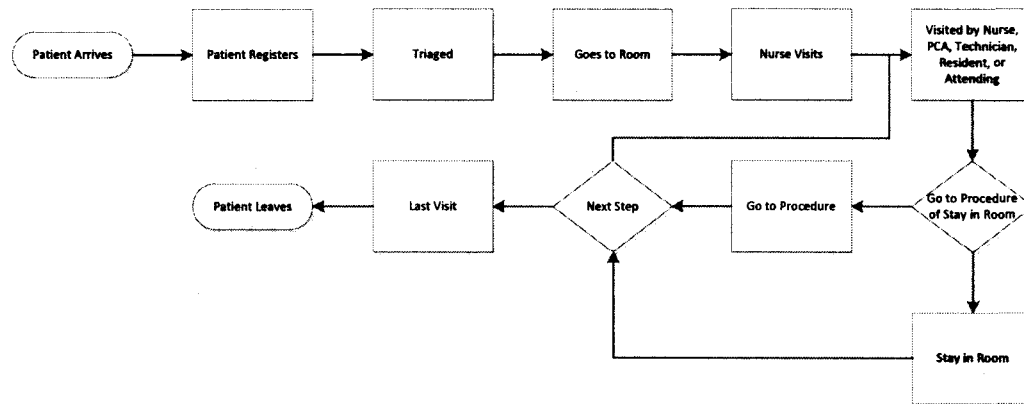 Patient Arrives
Patient Registers
Triaged
Goes to Room
Nurse Visits
Visited by Nurse,
PCA, Technician,
Resident, or
Attending
Patient Leaves
Last Visit
Next Step
Go to Procedure
Go to Procedure
of Stay in Room
Stay in Room